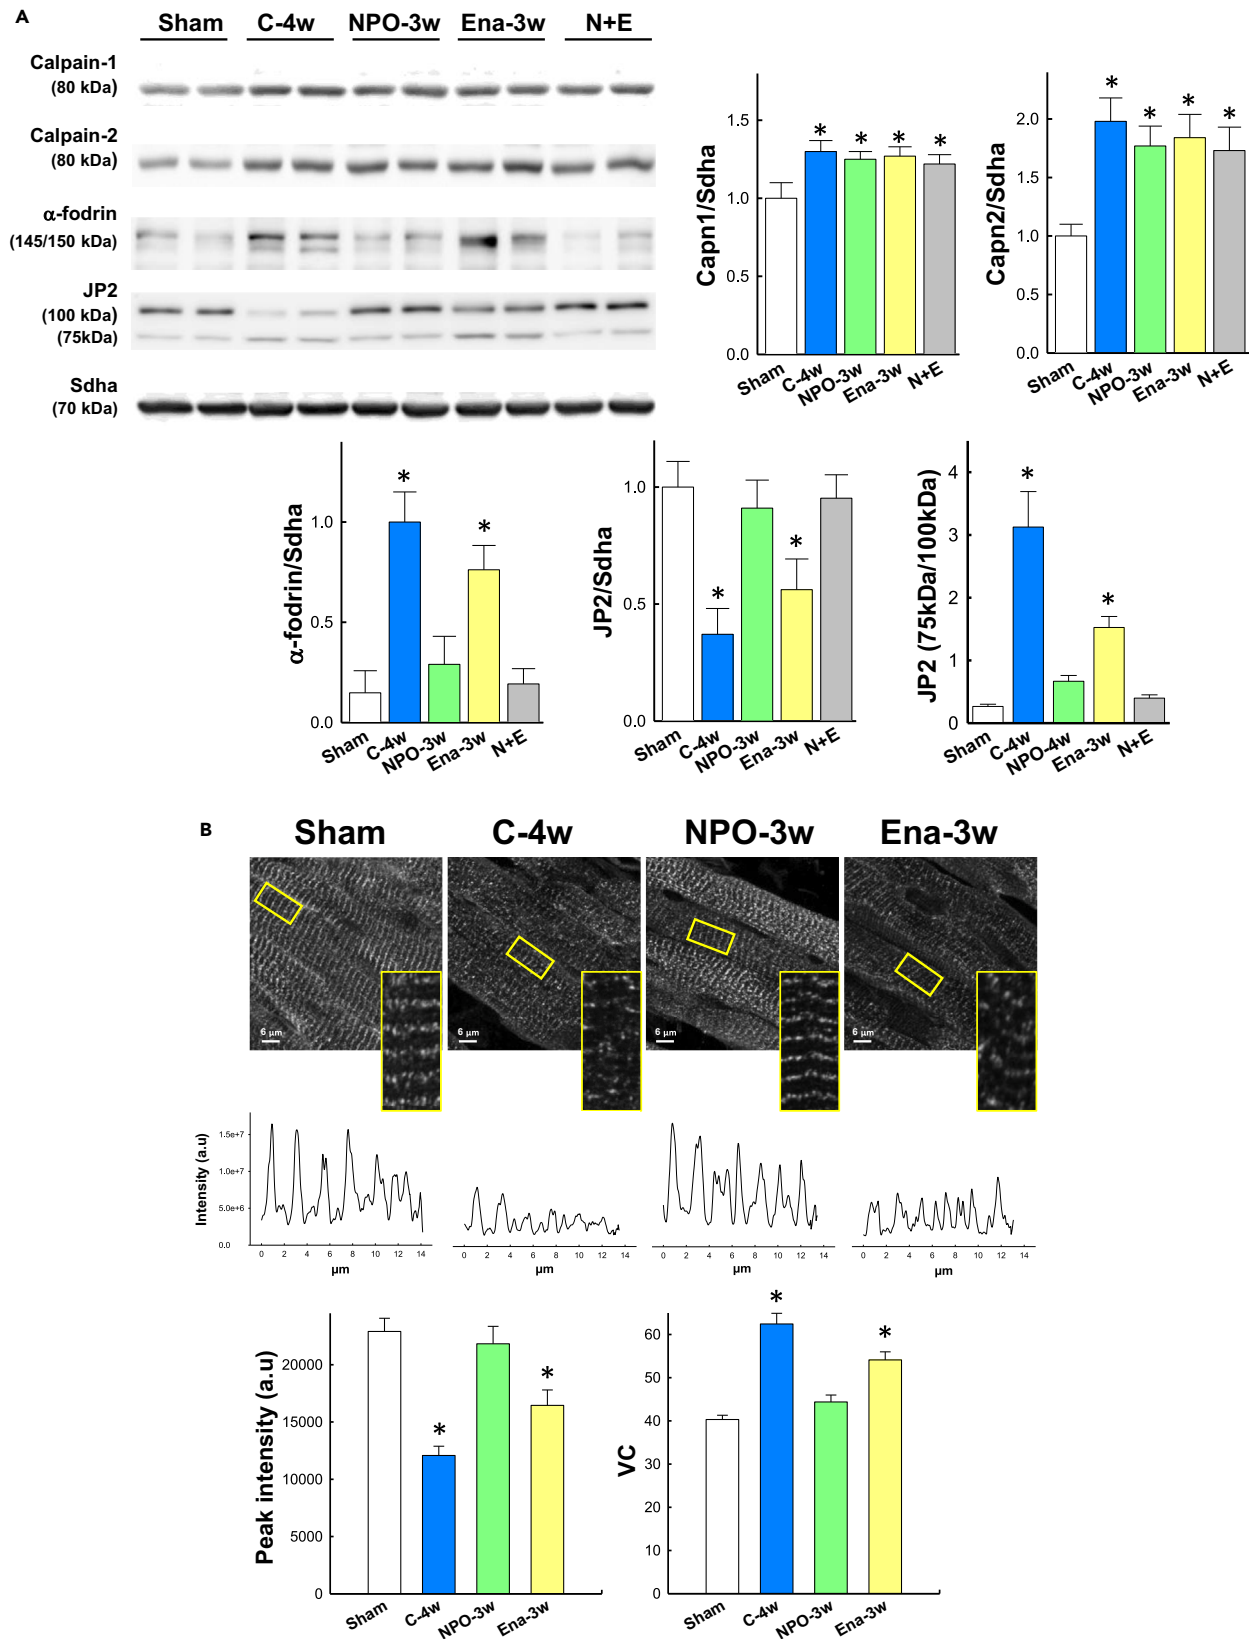 A
Sham C-4w NPO-3w Ena-3w N+E
Calpain-1
(80 kDa)
Calpain-2
(80 kDa)
α-fodrin
(145/150 kDa)
JP2
(100 kDa)
(75kDa)
Sdha
(70 kDa)
Capn1/Sdha
1.5
1.0
0.5
0.0
* * * *
Sham C-4w NPO-3w Ena-3w N+E
Capn2/Sdha
2.0
1.5
1.0
0.5
0.0
* * * *
Sham C-4w NPO-3w Ena-3w N+E
α-fodrin/Sdha
1.0
0.5
0.0
* *
Sham C-4w NPO-3w Ena-3w N+E
JP2/Sdha
1.0
0.5
0.0
* *
Sham C-4w NPO-3w Ena-3w N+E
JP2 (75kDa/100kDa)
4
3
2
1
0
* *
Sham C-4w NPO-4w Ena-3w N+E
B
Sham C-4w NPO-3w Ena-3w
6 µm 6 µm 6 µm 6 µm
Intensity (a.u)
1.5e+7
1.0e+7
5.0e+6
0.0
0 2 4 6 8 10 12 14
µm
0 2 4 6 8 10 12 14
µm
0 2 4 6 8 10 12 14
µm
0 2 4 6 8 10 12 14
µm
Peak intensity (a.u)
20000
15000
10000
5000
0
* *
Sham C-4w NPO-3w Ena-3w
VC
60
50
40
30
20
10
0
* *
Sham C-4w NPO-3w Ena-3w